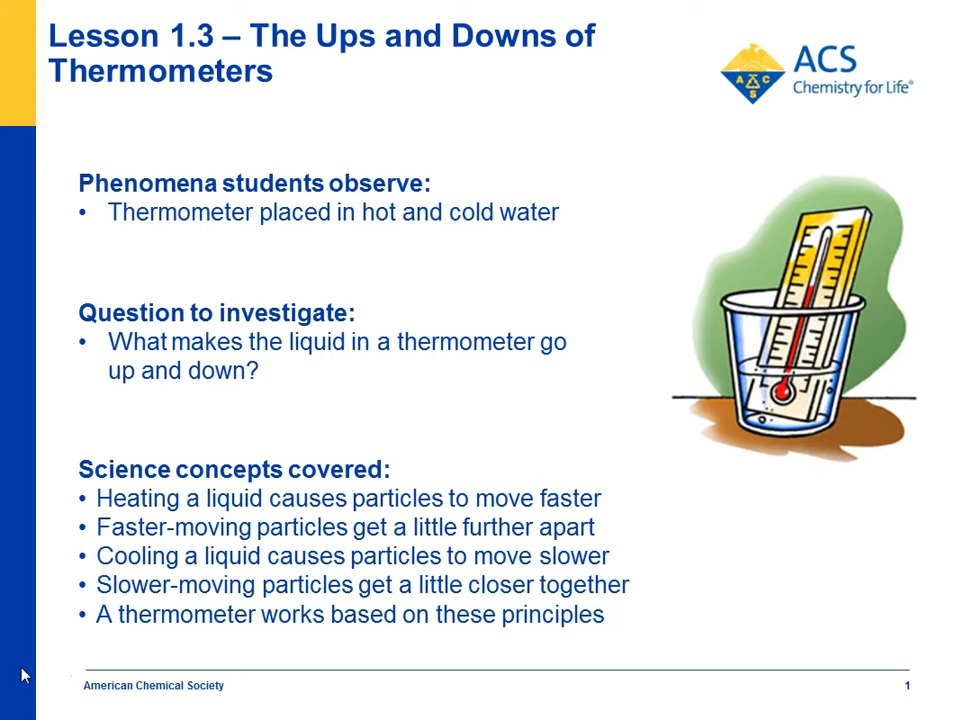 Lesson 1.3 – The Ups and Downs of
Thermometers
ACS
Chemistry for Life®
A C S
Phenomena students observe:
• Thermometer placed in hot and cold water
Question to investigate:
• What makes the liquid in a thermometer go
up and down?
Science concepts covered:
• Heating a liquid causes particles to move faster
• Faster-moving particles get a little further apart
• Cooling a liquid causes particles to move slower
• Slower-moving particles get a little closer together
• A thermometer works based on these principles
American Chemical Society
1